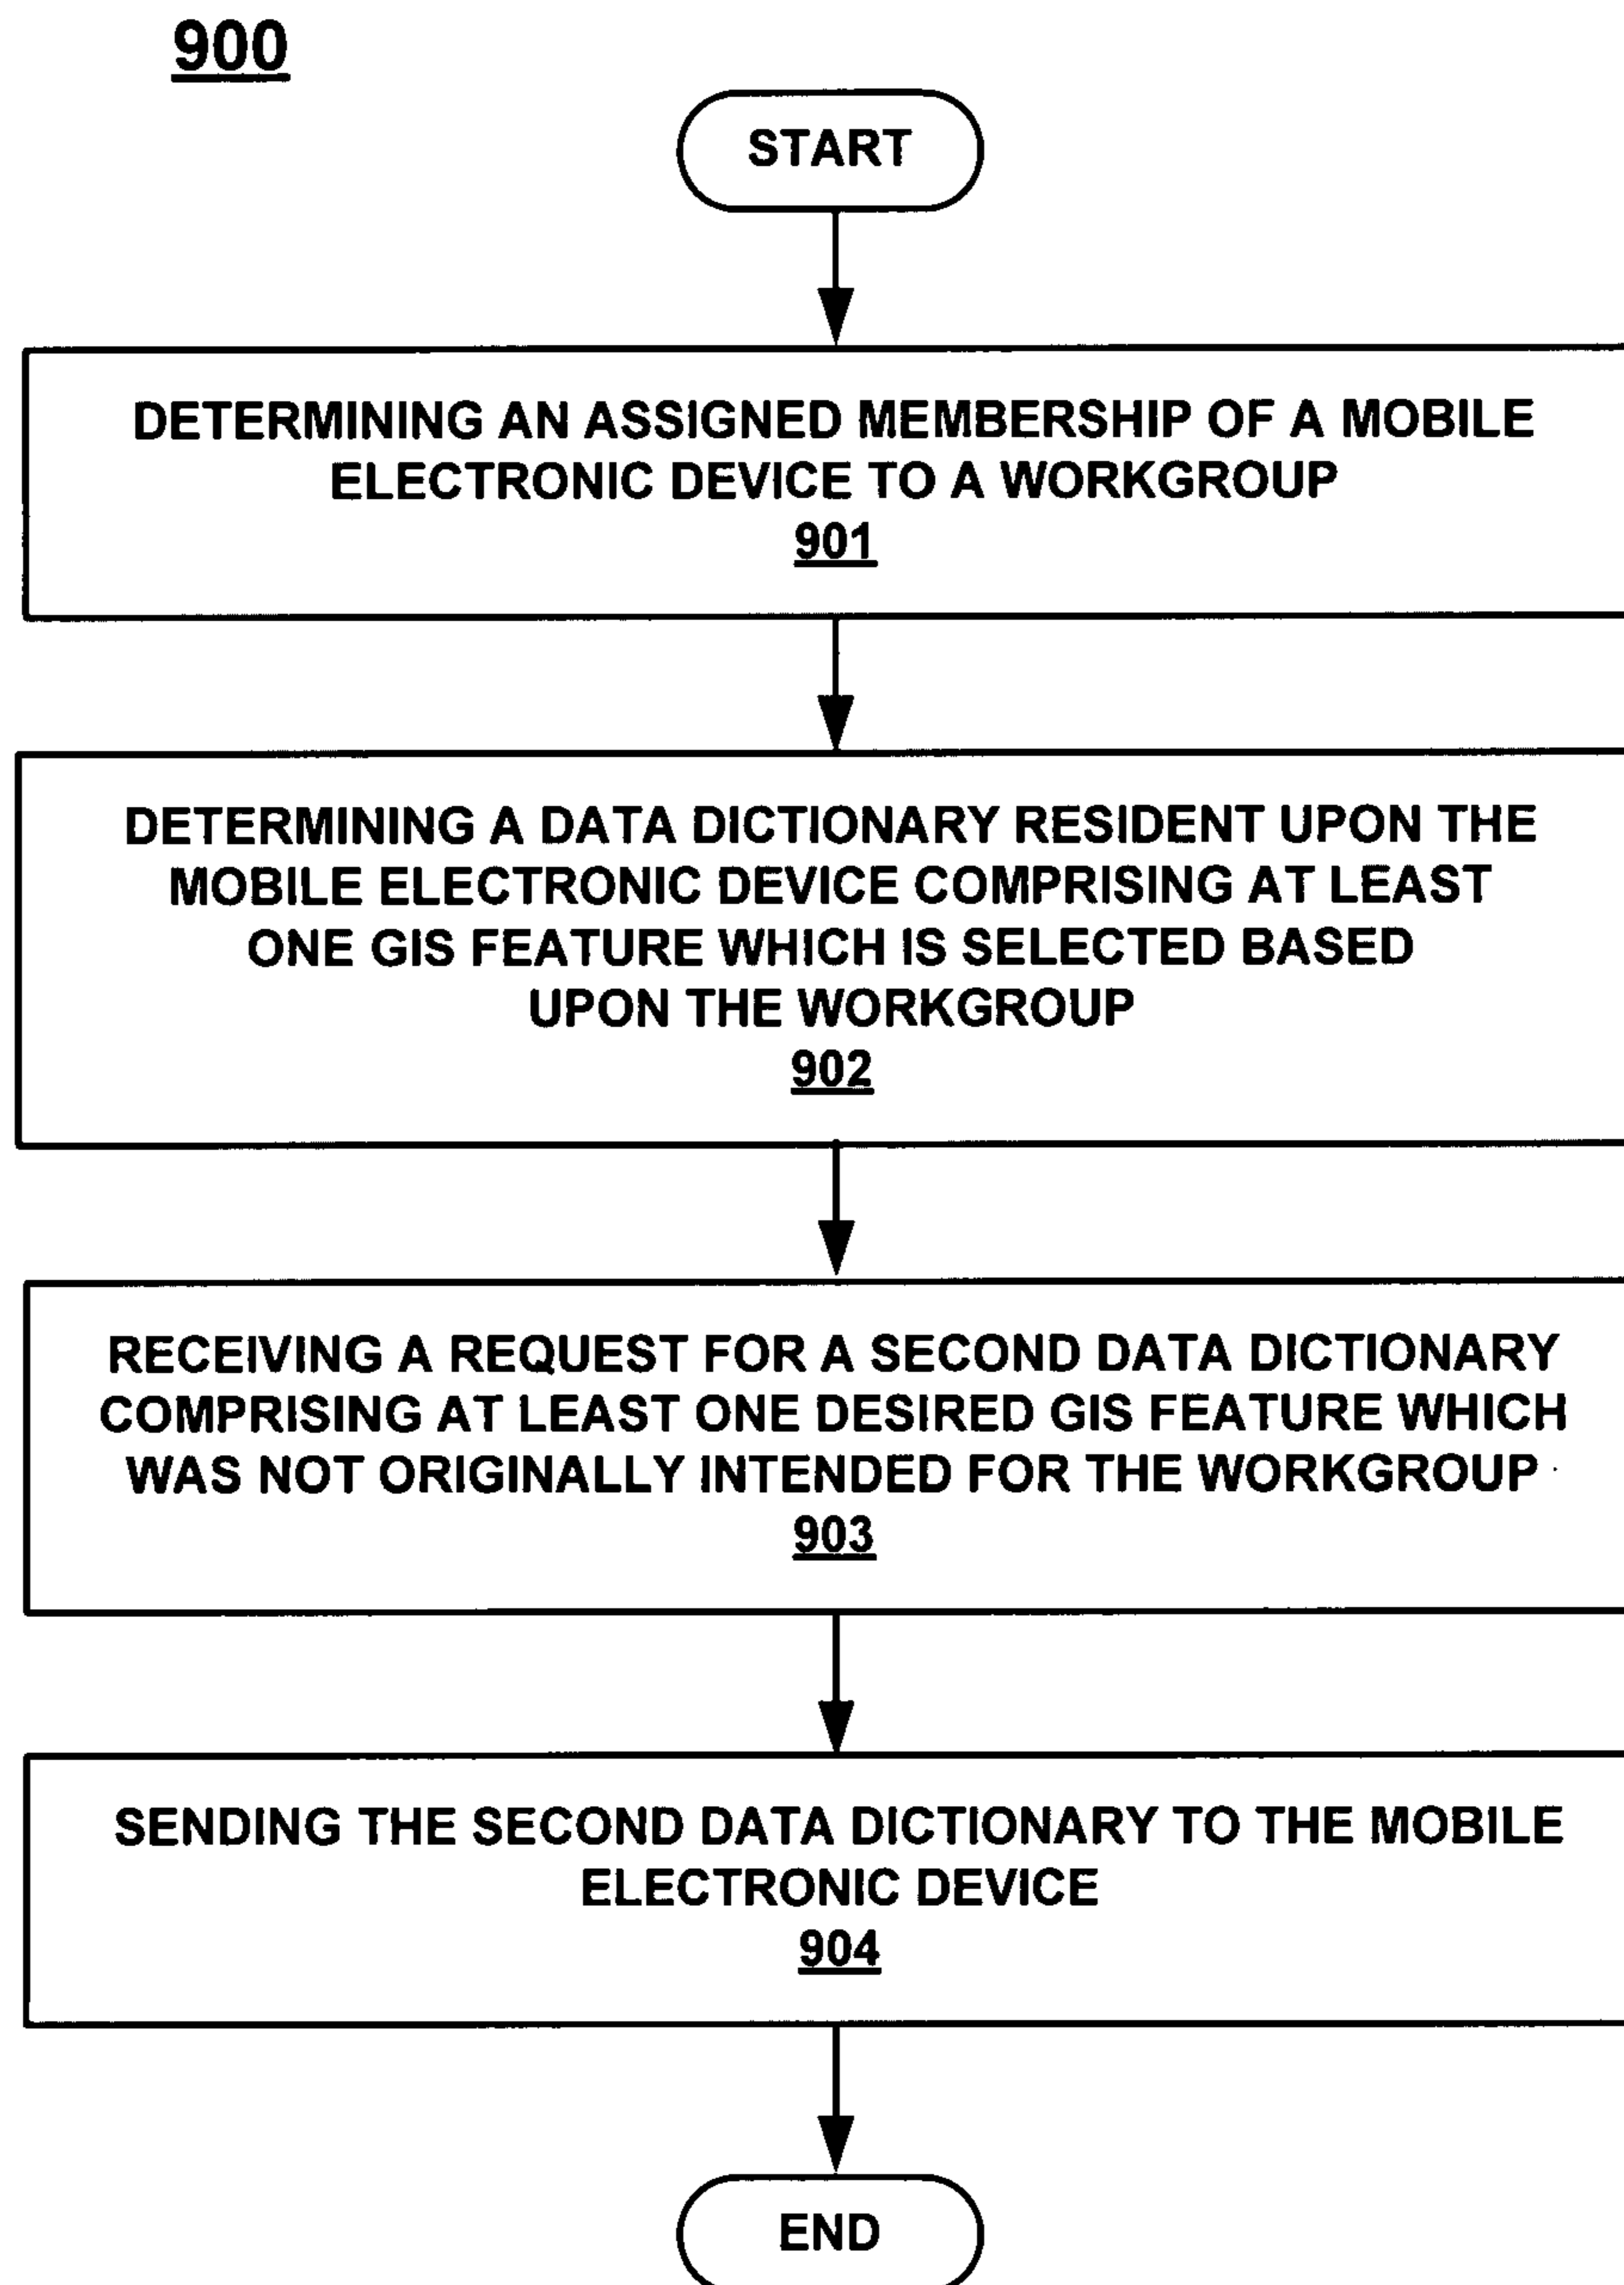 900
START
DETERMINING AN ASSIGNED MEMBERSHIP OF A MOBILE
ELECTRONIC DEVICE TO A WORKGROUP
901
DETERMINING A DATA DICTIONARY RESIDENT UPON THE
MOBILE ELECTRONIC DEVICE COMPRISING AT LEAST
ONE GIS FEATURE WHICH IS SELECTED BASED
UPON THE WORKGROUP
902
RECEIVING A REQUEST FOR A SECOND DATA DICTIONARY
COMPRISING AT LEAST ONE DESIRED GIS FEATURE WHICH
WAS NOT ORIGINALLY INTENDED FOR THE WORKGROUP
903
SENDING THE SECOND DATA DICTIONARY TO THE MOBILE
ELECTRONIC DEVICE
904
END